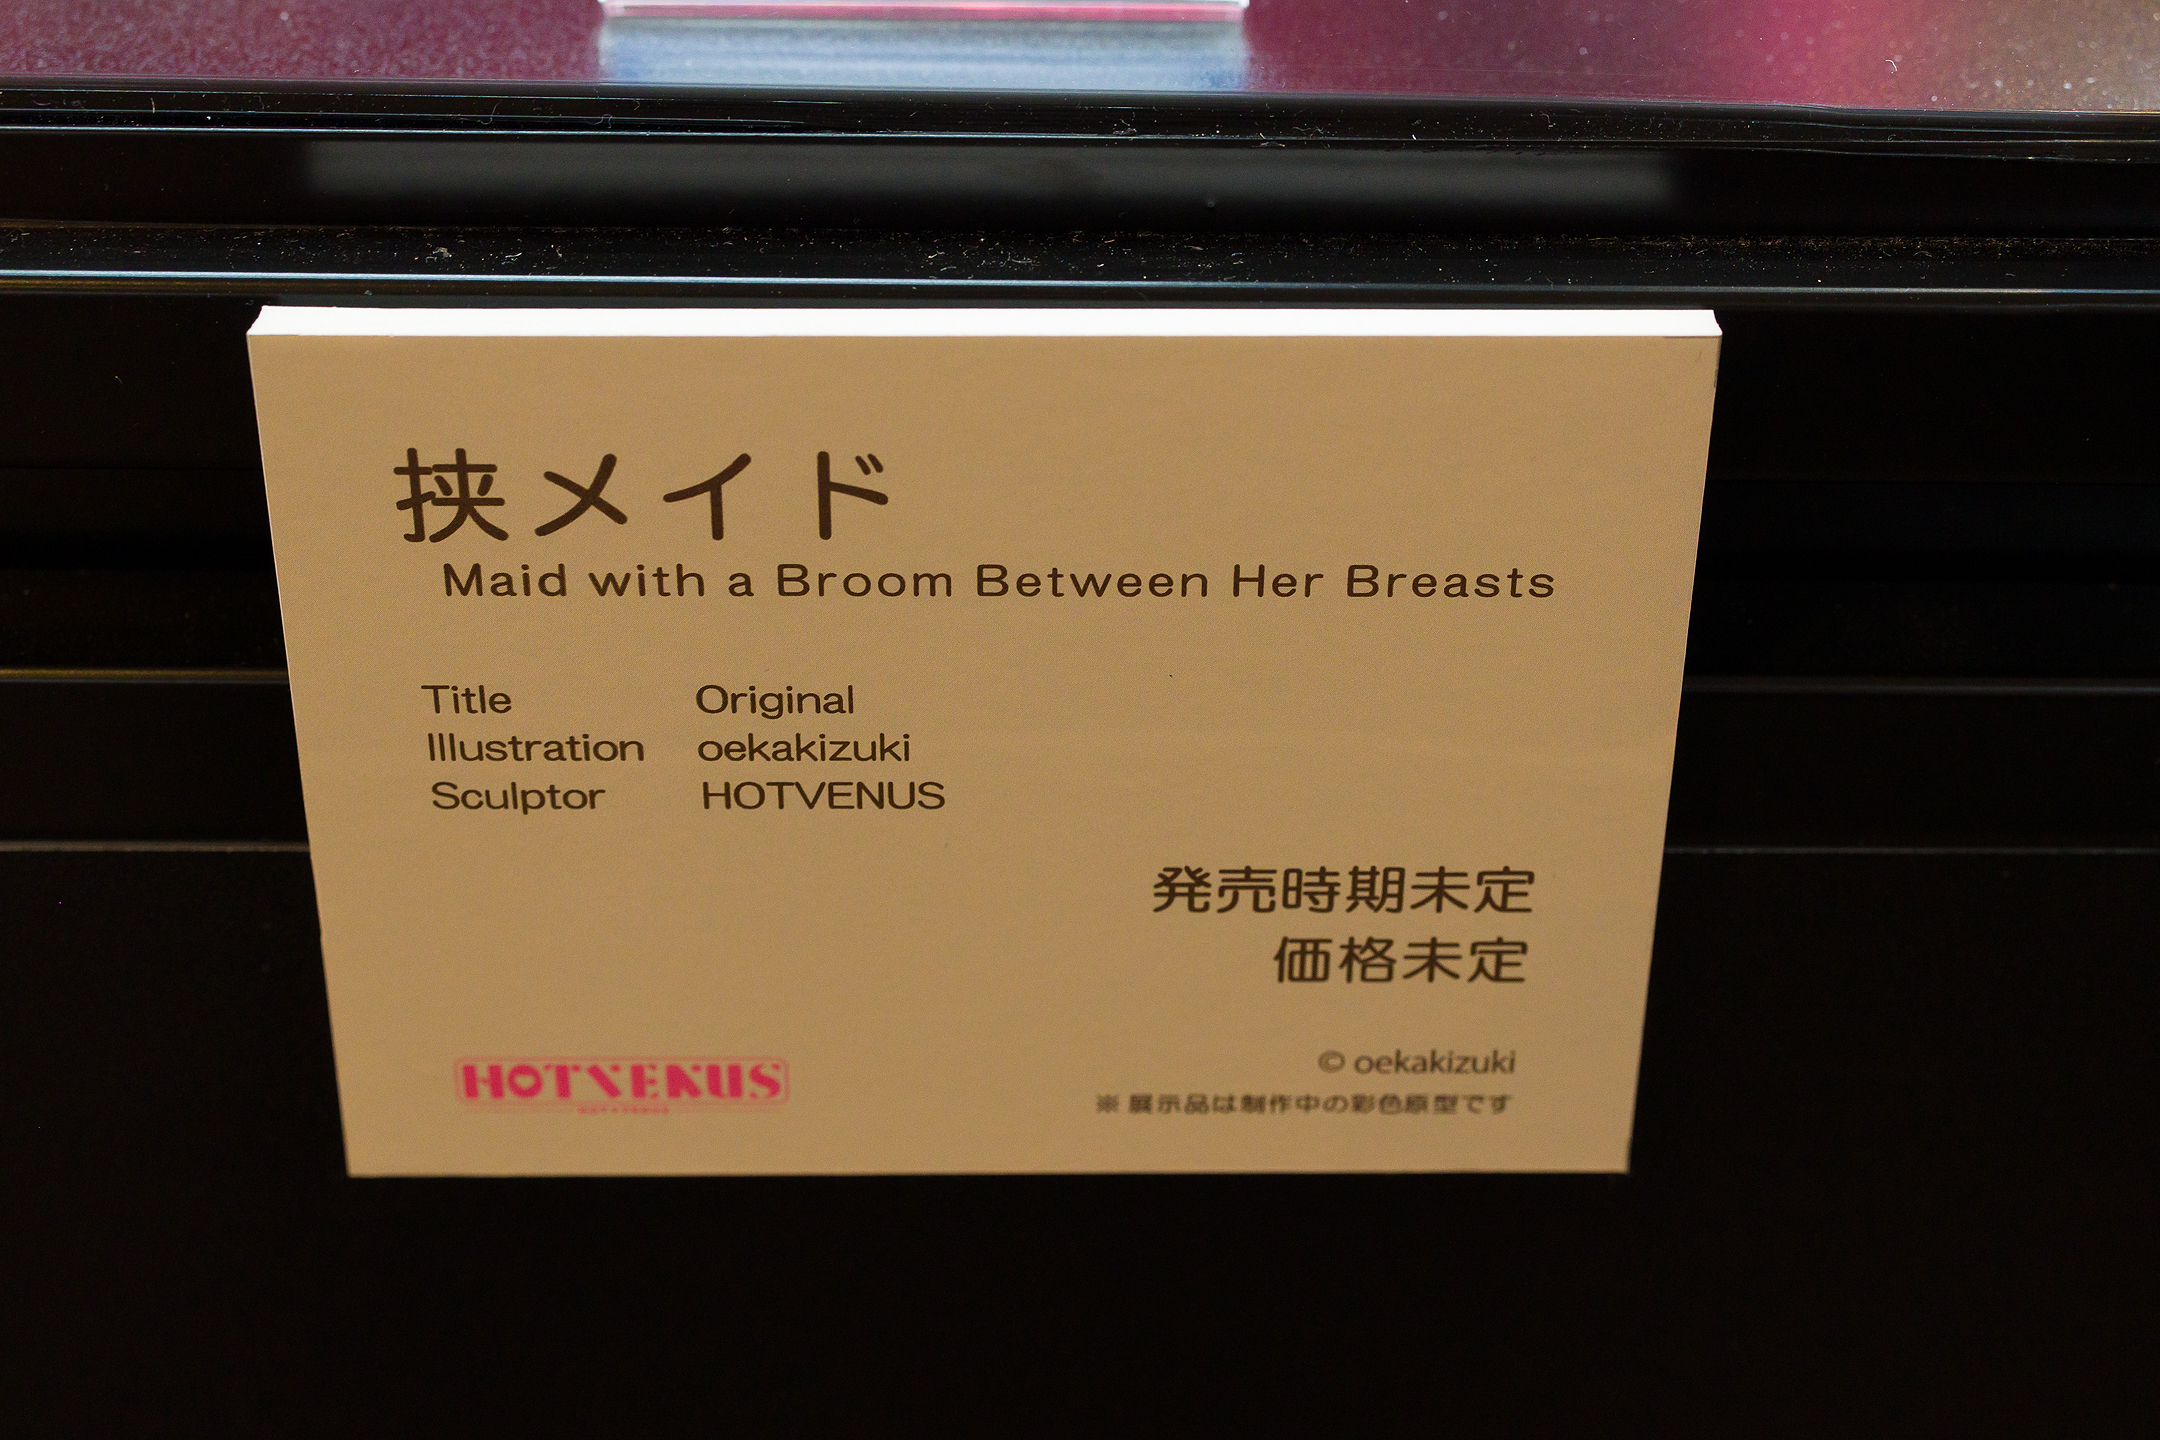 挟メイド
Maid with a Broom Between Her Breasts
Title Original
Illustration oekakizuki
Sculptor HOTVENUS
発売時期未定
価格未定
HOTVENUS
© oekakizuki
※ 展示品は制作中の彩色原型です